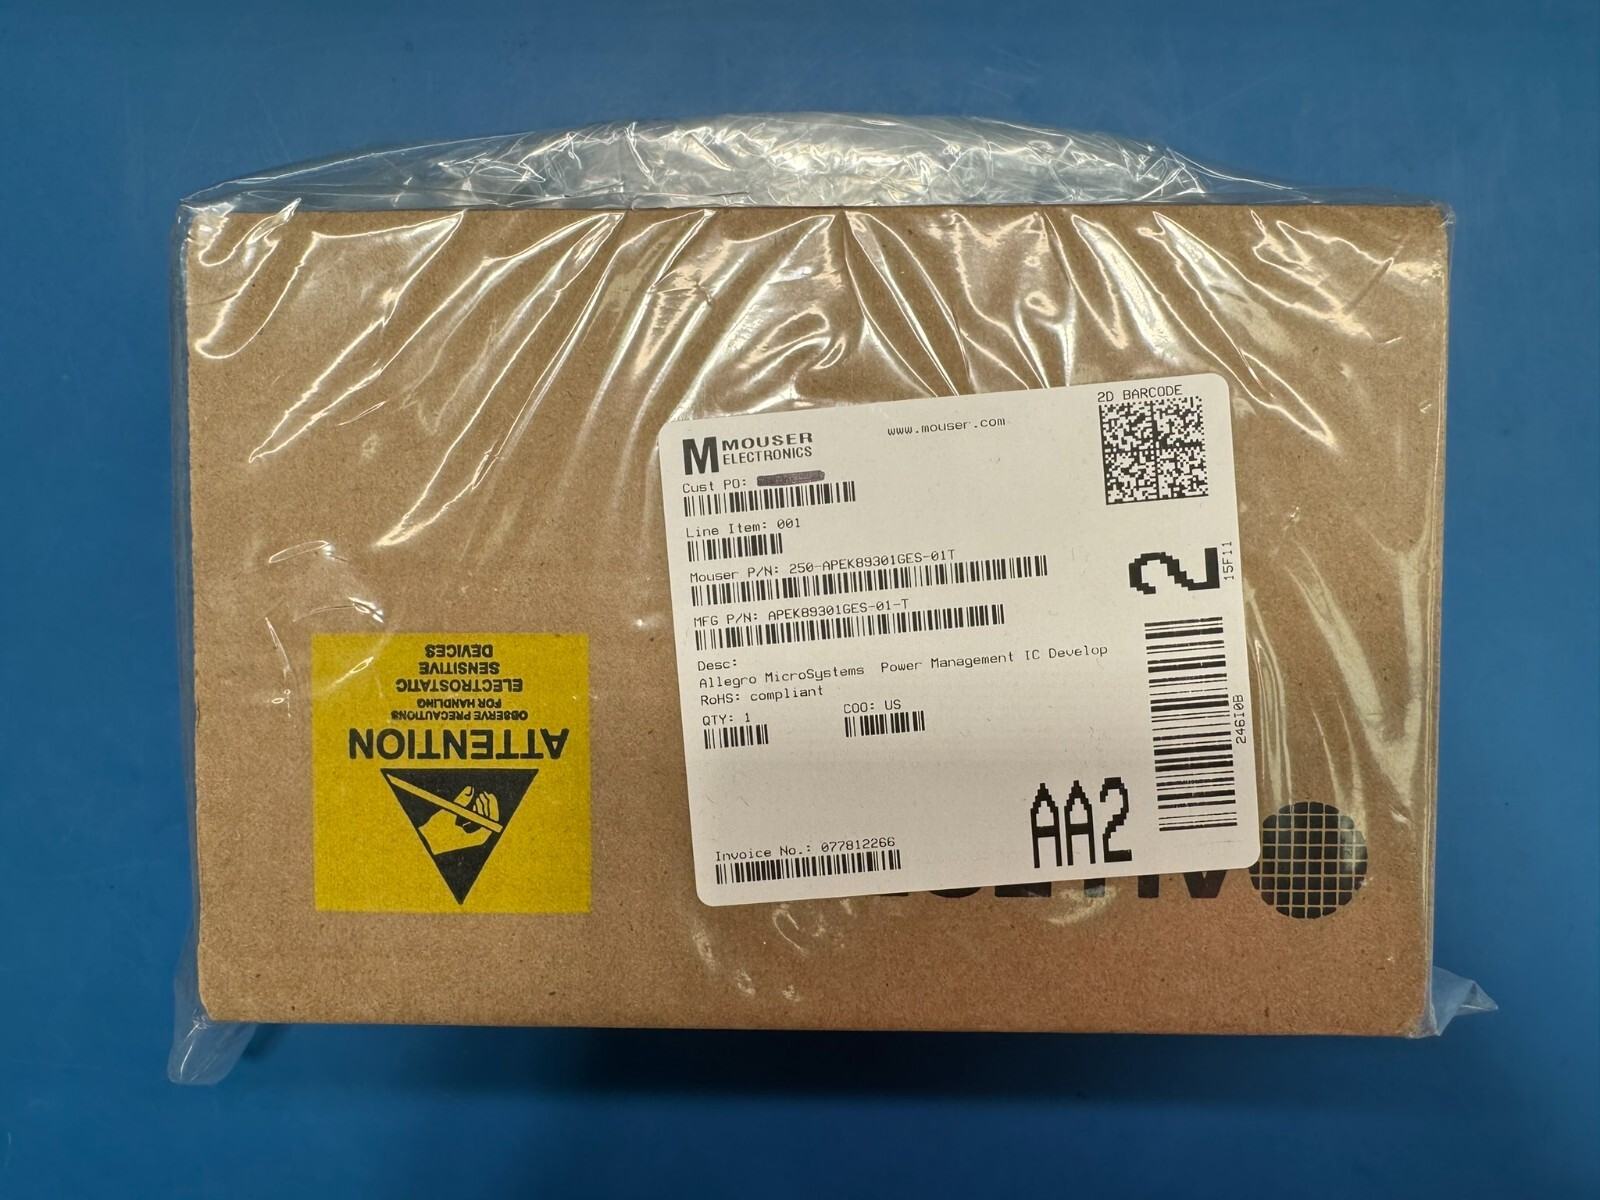 2D BARCODE
MOUSER
ELECTRONICS
www.mouser.com
Cust PO:
Line Item: 001
Mouser P/N: 250-APEK89301GES-01T
MFG P/N: APEK89301GES-01-T
Desc:
Allegro MicroSystems Power Management IC Develop
RoHS: compliant
QTY: 1
COO: US
Invoice No.: 077812266
AA2
2
15F11
246I0B
ATTENTION
OBSERVE PRECAUTIONS
FOR HANDLING
ELECTROSTATIC
SENSITIVE
DEVICES